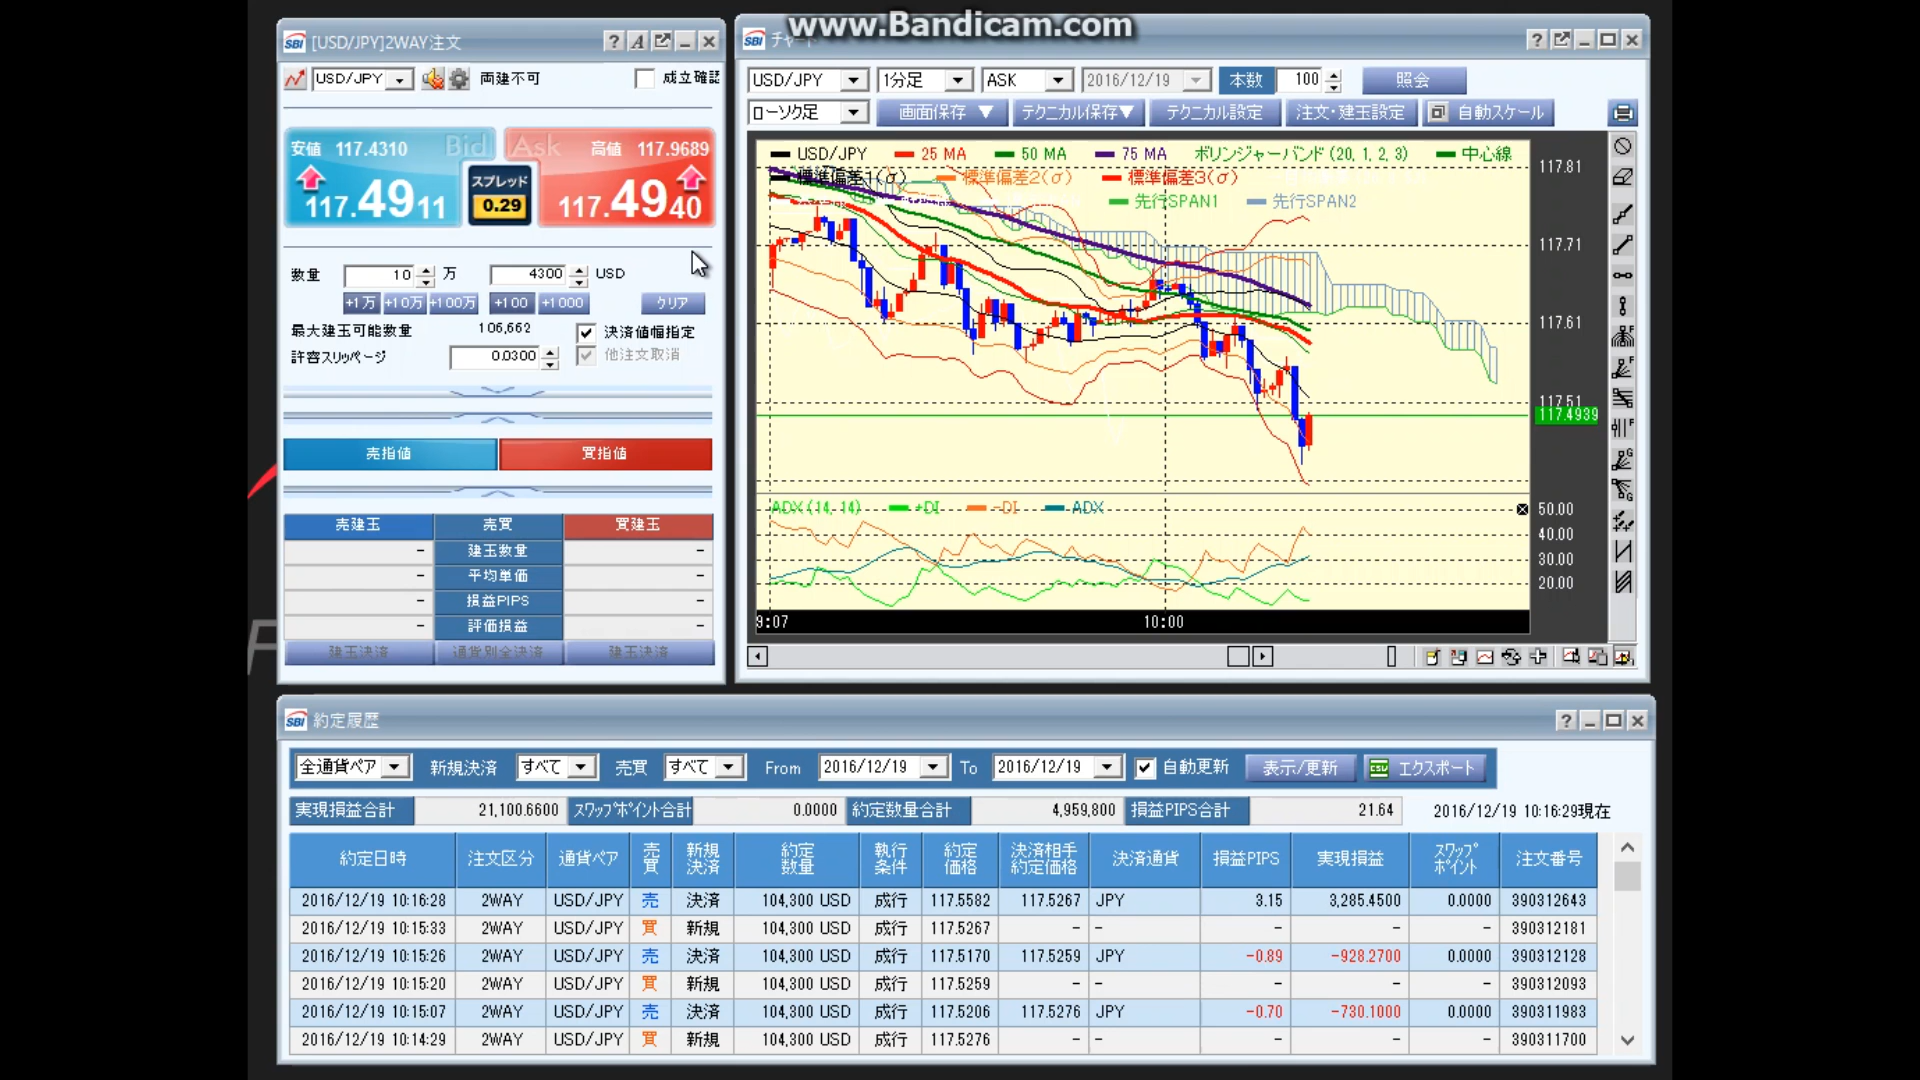 www.Bandicam.com
SBI [USD/JPY]2WAY注文
USD/JPY 両建不可 成立確認
安値 117.4310 Bid
117.4911
スプレッド
0.29
Ask 高値 117.9689
117.4940
数量 10 万 4300 USD
+1万 +10万 +100万 +100 +1000 クリア
最大建玉可能数量 106,662 決済値幅指定
許容スリッページ 0.0300 他注文取消
売指値 買指値
売建玉 売買 買建玉
- 建玉数量 -
- 平均単価 -
- 損益PIPS -
- 評価損益 -
建玉決済 通貨別全決済 建玉決済
SBI チャート
USD/JPY 1分足 ASK 2016/12/19 本数 100 照会
ローソク足 画面保存 ▼ テクニカル保存▼ テクニカル設定 注文・建玉設定 自動スケール
USD/JPY 25 MA 50 MA 75 MA ボリンジャーバンド(20, 1, 2, 3) 中心線
標準偏差1(σ) 標準偏差2(σ) 標準偏差3(σ)
先行SPAN1 先行SPAN2
117.81
117.71
117.61
117.51
117.4939
ADX(14, 14) +DI -DI ADX
50.00
40.00
30.00
20.00
9:07 10:00
SBI 約定履歴
全通貨ペア 新規決済 すべて 売買 すべて From 2016/12/19 To 2016/12/19 自動更新 表示/更新 CSV エクスポート
実現損益合計 21,100.6600 スワップポイント合計 0.0000 約定数量合計 4,959,800 損益PIPS合計 21.64 2016/12/19 10:16:29現在
約定日時 注文区分 通貨ペア 売買 新規決済 約定数量 執行条件 約定価格 決済相手約定価格 決済通貨 損益PIPS 実現損益 スワップポイント 注文番号
2016/12/19 10:16:28 2WAY USD/JPY 売 決済 104,300 USD 成行 117.5582 117.5267 JPY 3.15 3,285.4500 0.0000 390312643
2016/12/19 10:15:33 2WAY USD/JPY 買 新規 104,300 USD 成行 117.5267 - - - - - 390312181
2016/12/19 10:15:26 2WAY USD/JPY 売 決済 104,300 USD 成行 117.5170 117.5259 JPY -0.89 -928.2700 0.0000 390312128
2016/12/19 10:15:20 2WAY USD/JPY 買 新規 104,300 USD 成行 117.5259 - - - - - 390312093
2016/12/19 10:15:07 2WAY USD/JPY 売 決済 104,300 USD 成行 117.5206 117.5276 JPY -0.70 -730.1000 0.0000 390311983
2016/12/19 10:14:29 2WAY USD/JPY 買 新規 104,300 USD 成行 117.5276 - - - - - 390311700